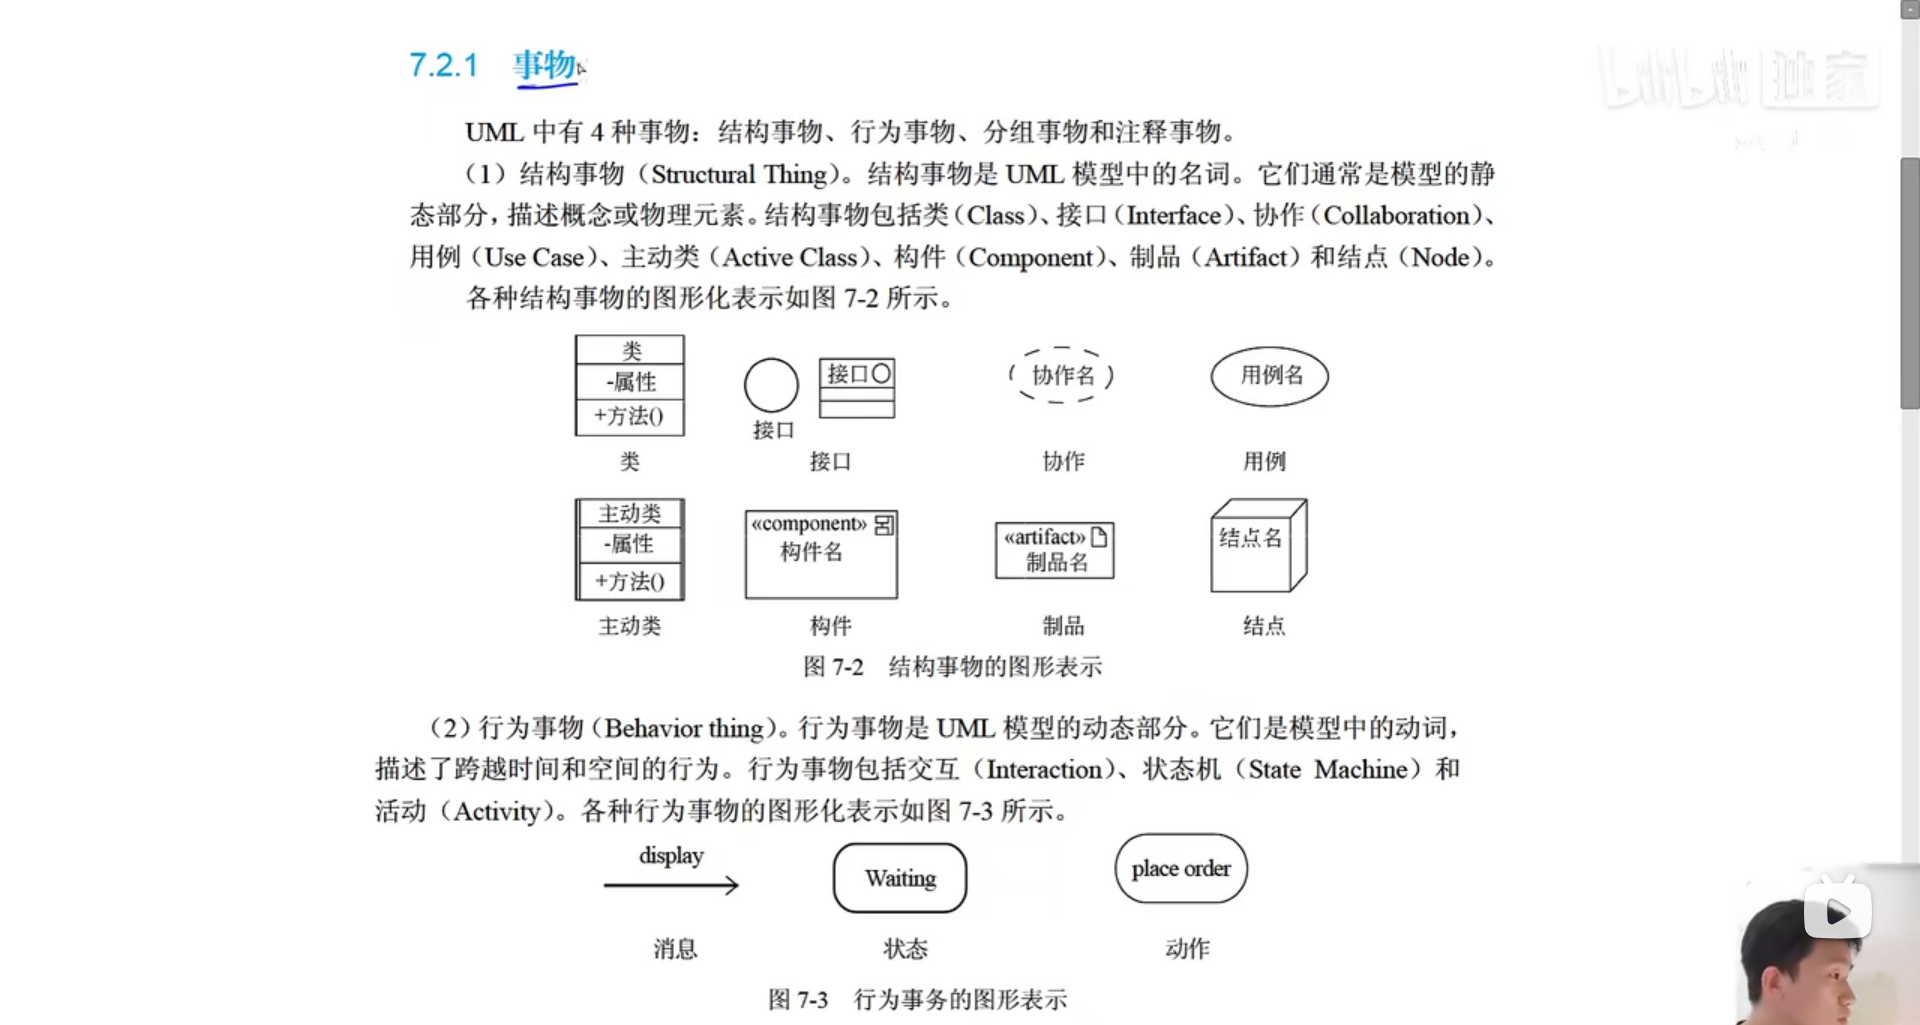 7.2.1 事物
UML 中有 4 种事物：结构事物、行为事物、分组事物和注释事物。
（1）结构事物（Structural Thing）。结构事物是 UML 模型中的名词。它们通常是模型的静
态部分，描述概念或物理元素。结构事物包括类（Class）、接口（Interface）、协作（Collaboration）、
用例（Use Case）、主动类（Active Class）、构件（Component）、制品（Artifact）和结点（Node）。
各种结构事物的图形化表示如图 7-2 所示。
类
-属性
+方法()
类
接口
接口
接口
协作名
协作
用例名
用例
主动类
-属性
+方法()
主动类
«component»
构件名
构件
«artifact»
制品名
制品
结点名
结点
图 7-2 结构事物的图形表示
（2）行为事物（Behavior thing）。行为事物是 UML 模型的动态部分。它们是模型中的动词，
描述了跨越时间和空间的行为。行为事物包括交互（Interaction）、状态机（State Machine）和
活动（Activity）。各种行为事物的图形化表示如图 7-3 所示。
display
消息
Waiting
状态
place order
动作
图 7-3 行为事务的图形表示
bilibili 独家